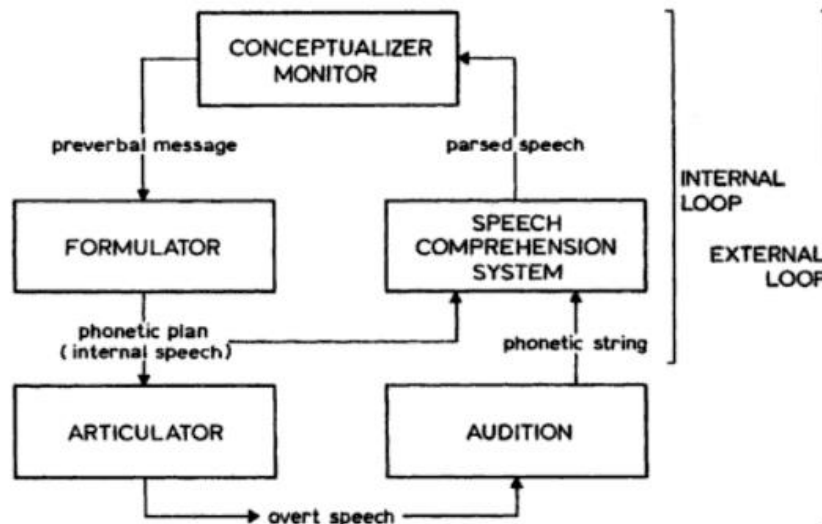 CONCEPTUALIZER
MONITOR
preverbal message
parsed speech
INTERNAL
LOOP
FORMULATOR
SPEECH
COMPREHENSION
SYSTEM
EXTERNAL
LOOP
phonetic plan
(internal speech)
phonetic string
ARTICULATOR
AUDITION
overt speech